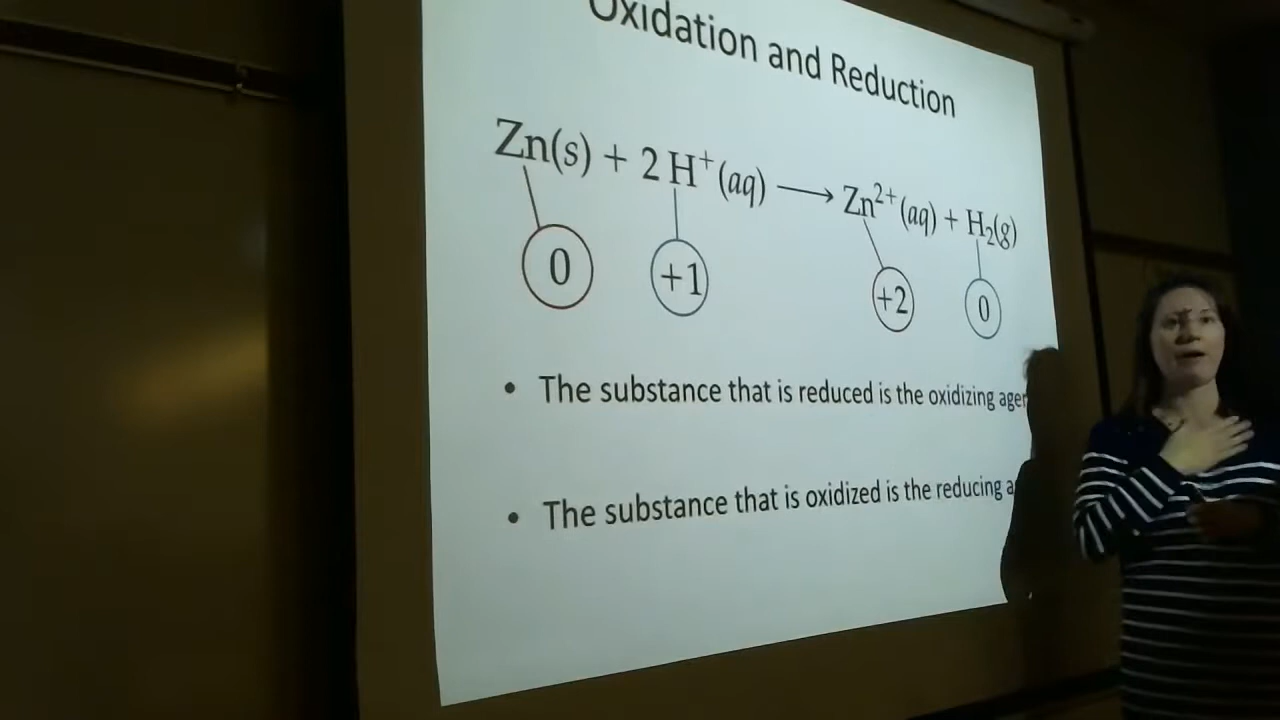 Oxidation and Reduction
Zn(s) + 2 H⁺(aq) ⟶ Zn²⁺(aq) + H₂(g)
0 +1 +2 0
• The substance that is reduced is the oxidizing
• The substance that is oxidized is the reducing